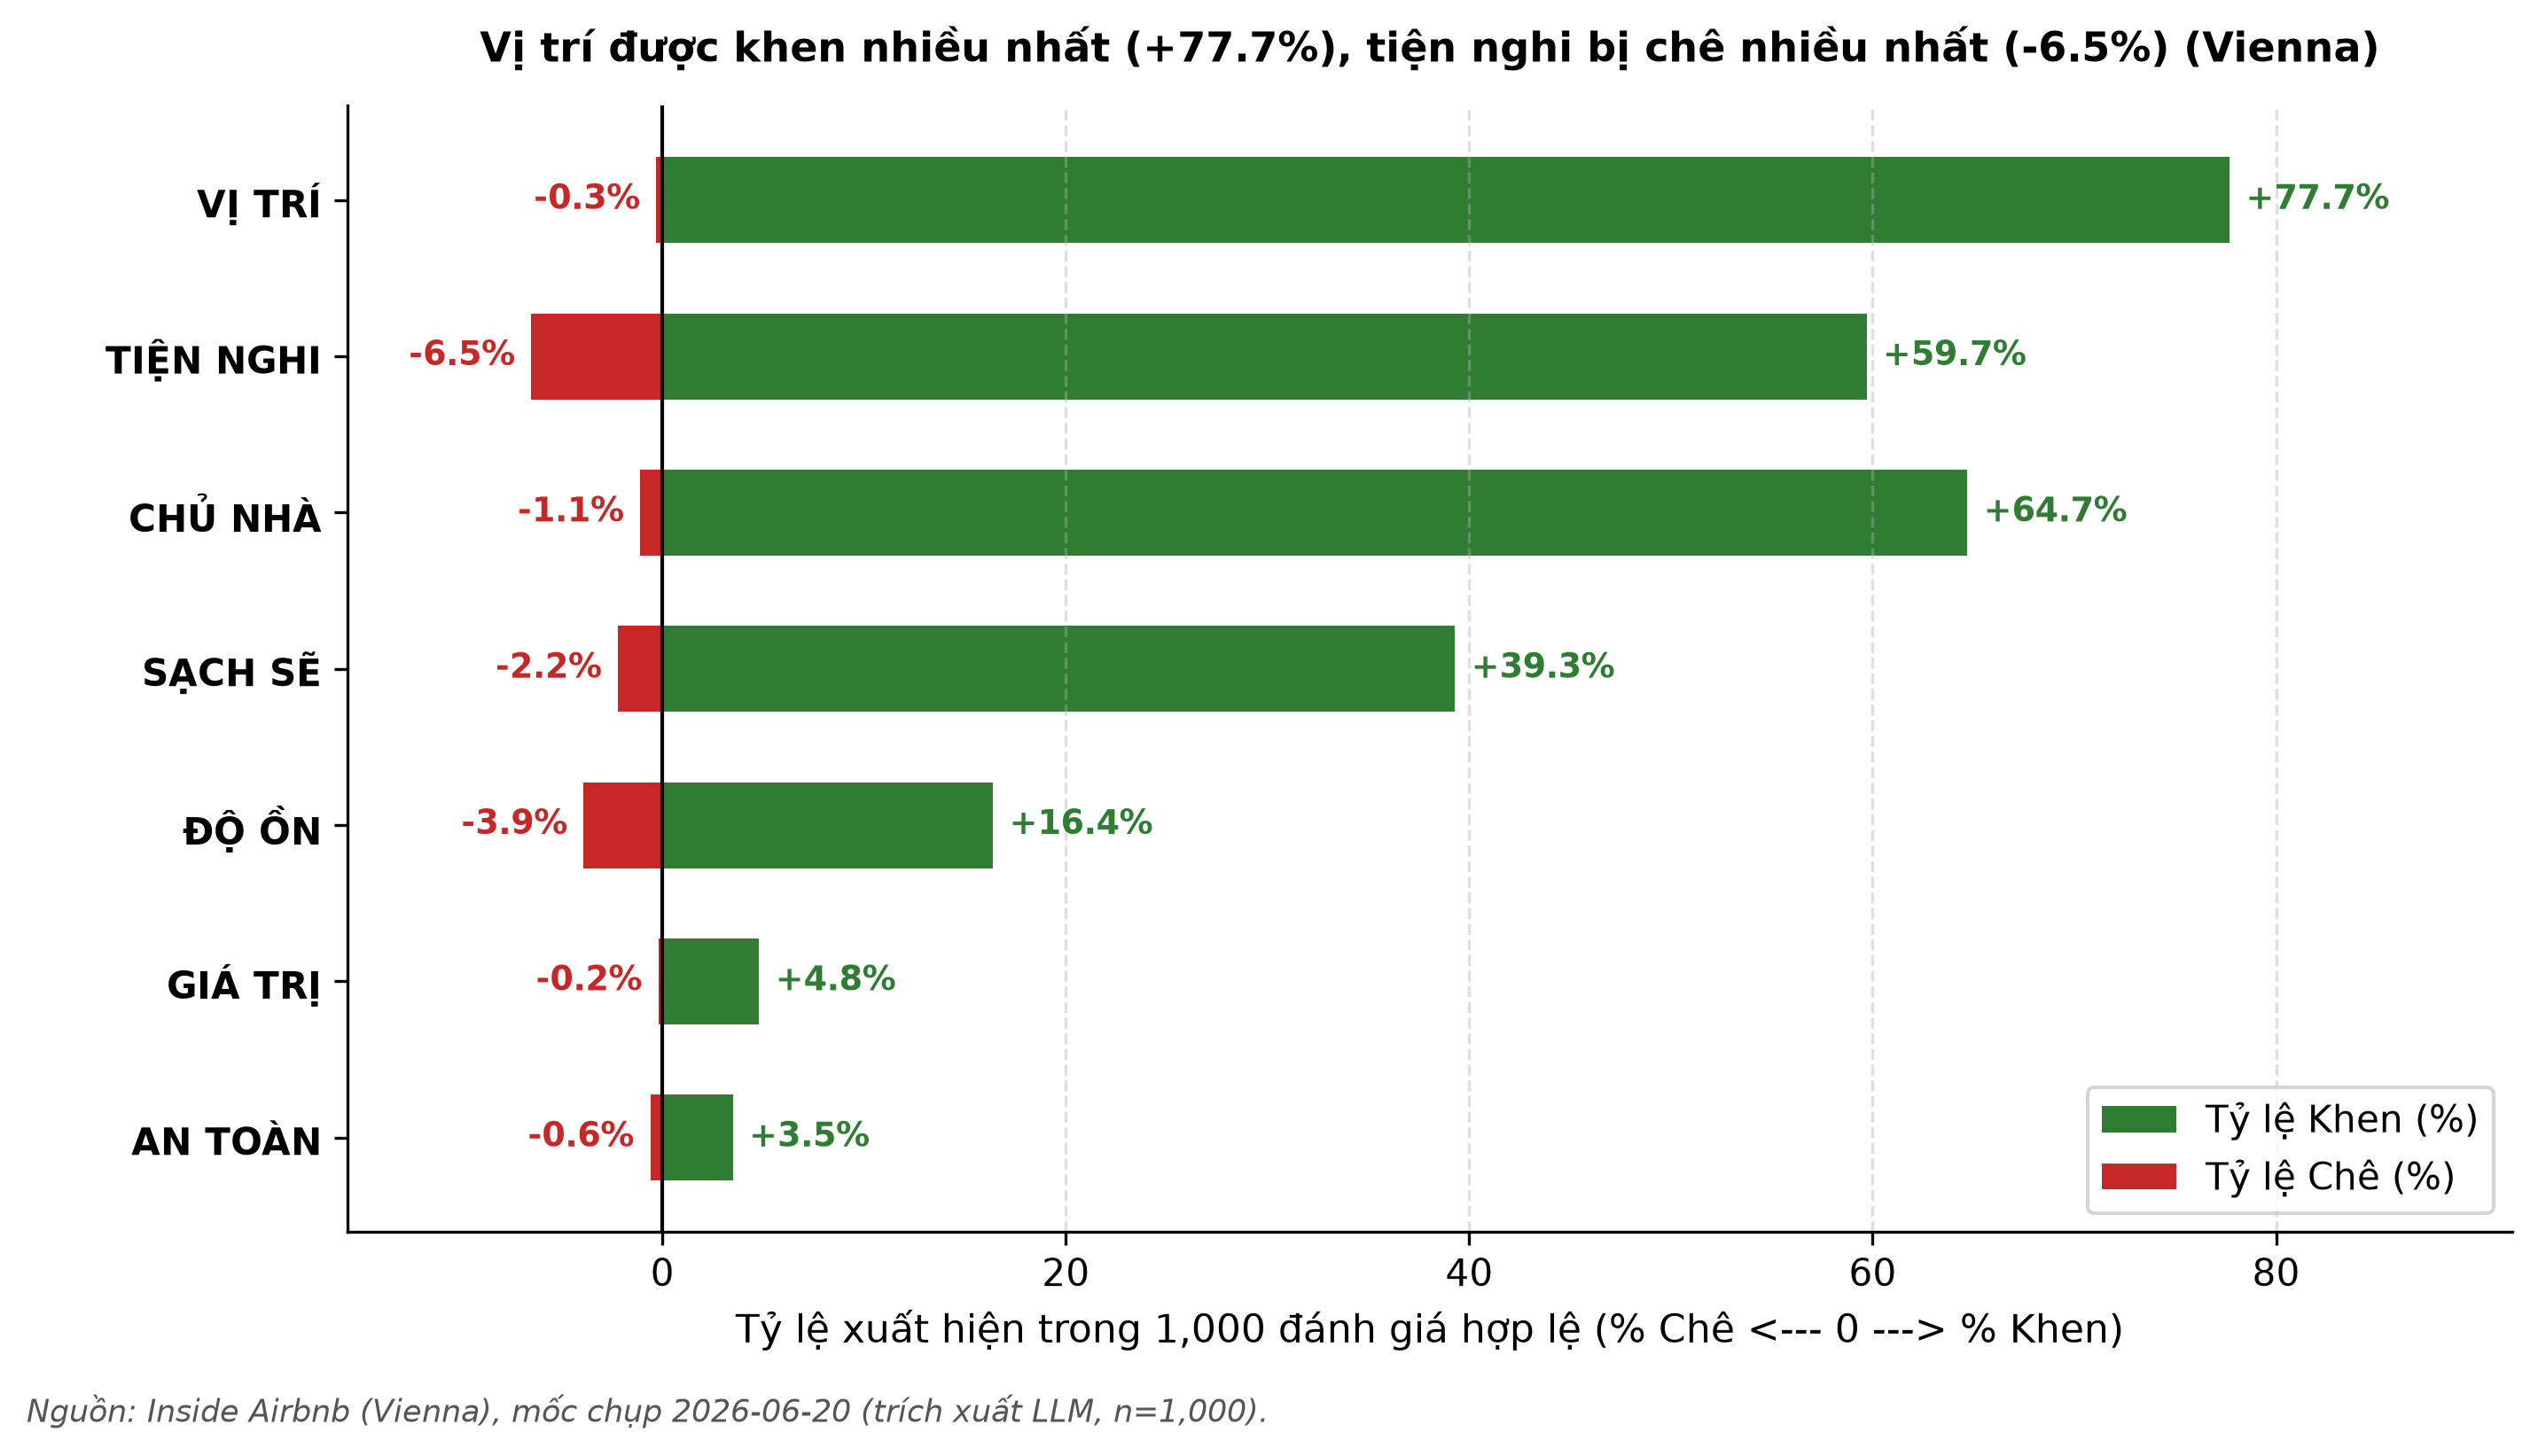 Vị trí được khen nhiều nhất (+77.7%), tiện nghi bị chê nhiều nhất (-6.5%) (Vienna)
VỊ TRÍ -0.3% +77.7%
TIỆN NGHI -6.5% +59.7%
CHỦ NHÀ -1.1% +64.7%
SẠCH SẼ -2.2% +39.3%
ĐỘ ỒN -3.9% +16.4%
GIÁ TRỊ -0.2% +4.8%
AN TOÀN -0.6% +3.5%
Tỷ lệ Khen (%)
Tỷ lệ Chê (%)
0 20 40 60 80
Tỷ lệ xuất hiện trong 1,000 đánh giá hợp lệ (% Chê <--- 0 ---> % Khen)
Nguồn: Inside Airbnb (Vienna), mốc chụp 2026-06-20 (trích xuất LLM, n=1,000).